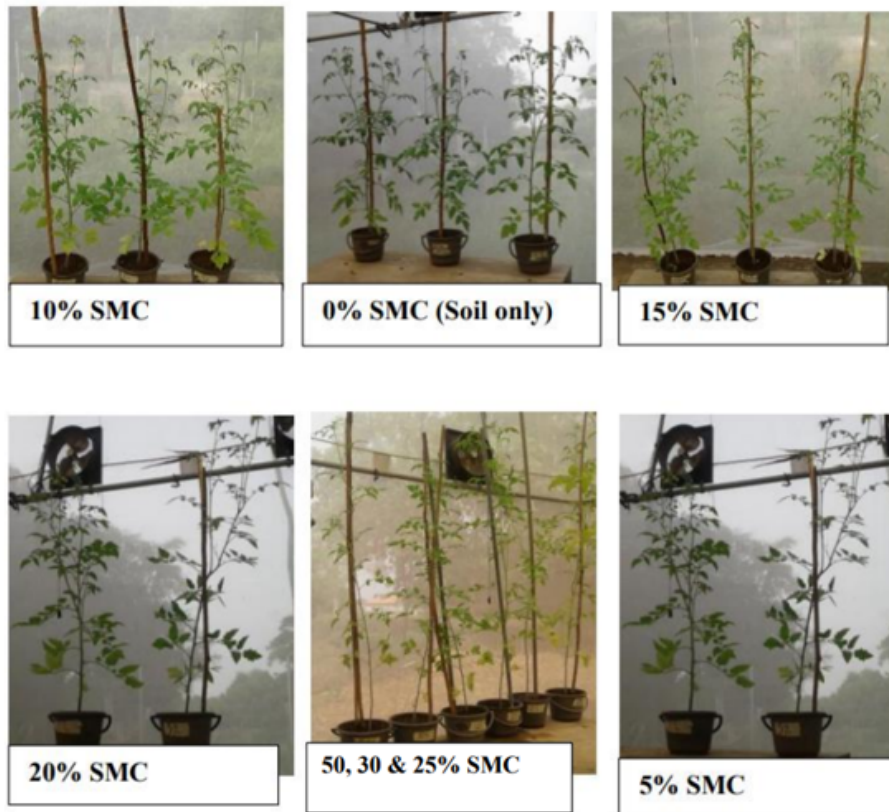 10% SMC
0% SMC (Soil only)
15% SMC
20% SMC
50, 30 & 25% SMC
5% SMC